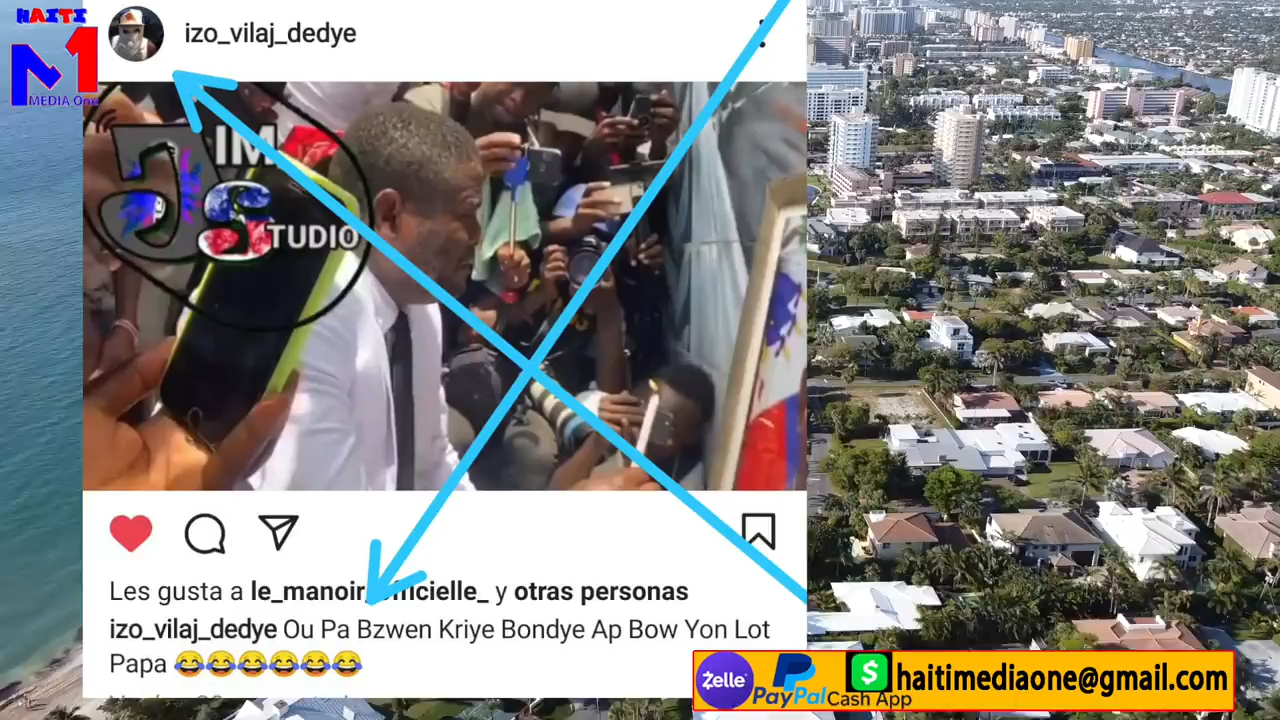 HAITI
M1
MEDIA One
izo_vilaj_dedye
JIM
STUDIO
Les gusta a le_manoir_officielle_ y otras personas
izo_vilaj_dedye Ou Pa Bzwen Kriye Bondye Ap Bow Yon Lot
Papa 😂😂😂😂😂😂
Zelle
PayPal
$
Cash App
haitimediaone@gmail.com